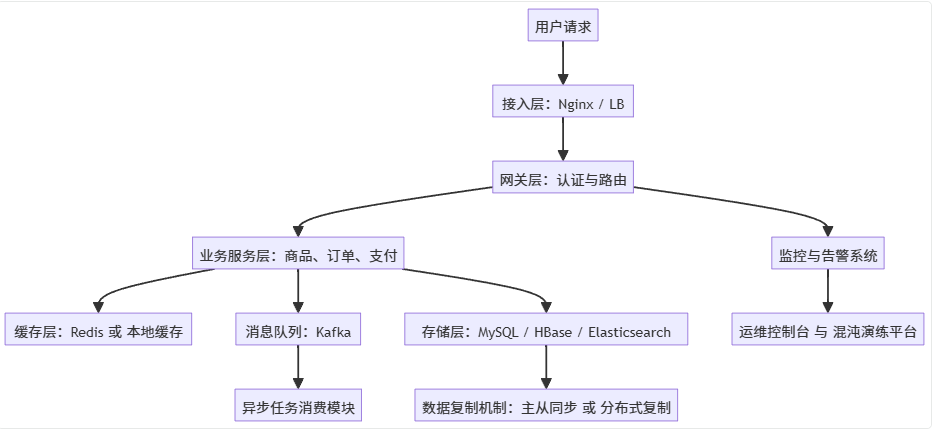 用户请求
接入层：Nginx / LB
网关层：认证与路由
业务服务层：商品、订单、支付
监控与告警系统
缓存层：Redis 或 本地缓存
消息队列：Kafka
存储层：MySQL / HBase / Elasticsearch
运维控制台 与 混沌演练平台
异步任务消费模块
数据复制机制：主从同步 或 分布式复制